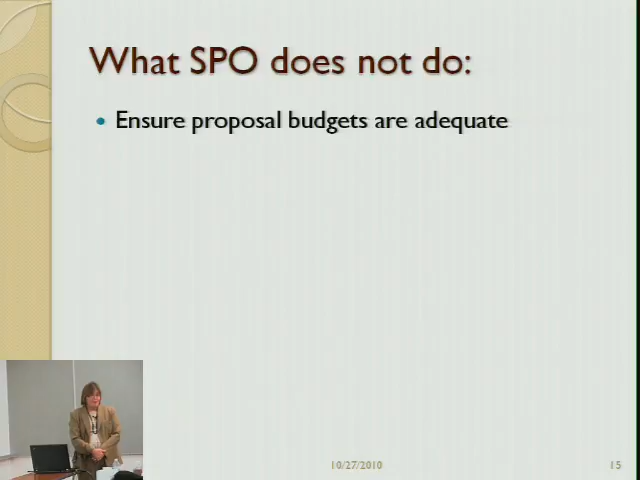 What SPO does not do:
Ensure proposal budgets are adequate
10/27/2010
15